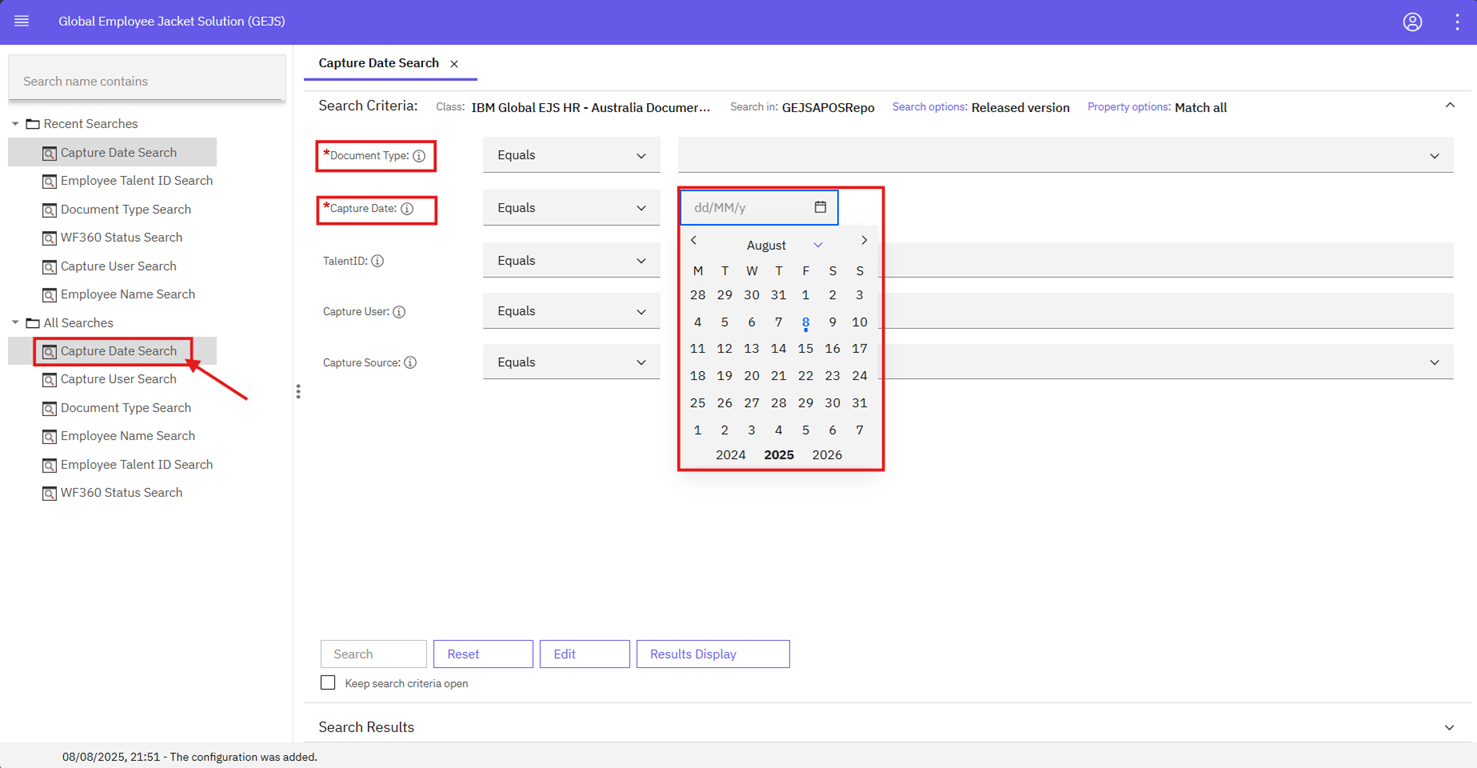 Global Employee Jacket Solution (GEJS)
Search name contains
Recent Searches
Capture Date Search
Employee Talent ID Search
Document Type Search
WF360 Status Search
Capture User Search
Employee Name Search
All Searches
Capture Date Search
Capture User Search
Document Type Search
Employee Name Search
Employee Talent ID Search
WF360 Status Search
Capture Date Search
Search Criteria: Class: IBM Global EJS HR - Australia Documer... Search in: GEJSAPOSRepo Search options: Released version Property options: Match all
*Document Type: Equals
*Capture Date: Equals dd/MM/y
August
M T W T F S S
28 29 30 31 1 2 3
4 5 6 7 8 9 10
11 12 13 14 15 16 17
18 19 20 21 22 23 24
25 26 27 28 29 30 31
1 2 3 4 5 6 7
2024 2025 2026
TalentID: Equals
Capture User: Equals
Capture Source: Equals
Search Reset Edit Results Display
Keep search criteria open
Search Results
08/08/2025, 21:51 - The configuration was added.